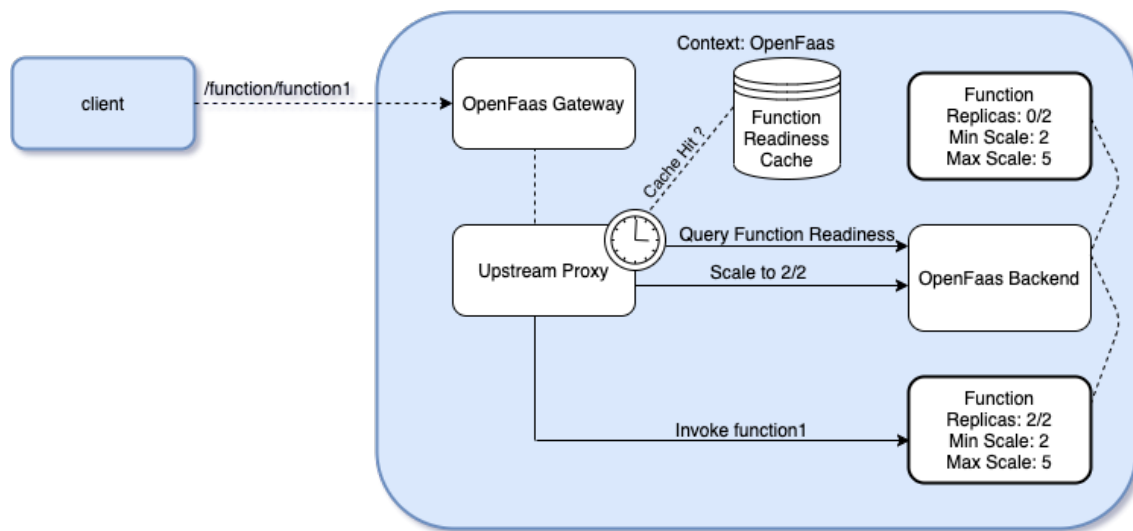 Context: OpenFaas
client
/function/function1
OpenFaas Gateway
Function
Readiness
Cache
Cache Hit ?
Function
Replicas: 0/2
Min Scale: 2
Max Scale: 5
Upstream Proxy
Query Function Readiness
Scale to 2/2
OpenFaas Backend
Invoke function1
Function
Replicas: 2/2
Min Scale: 2
Max Scale: 5